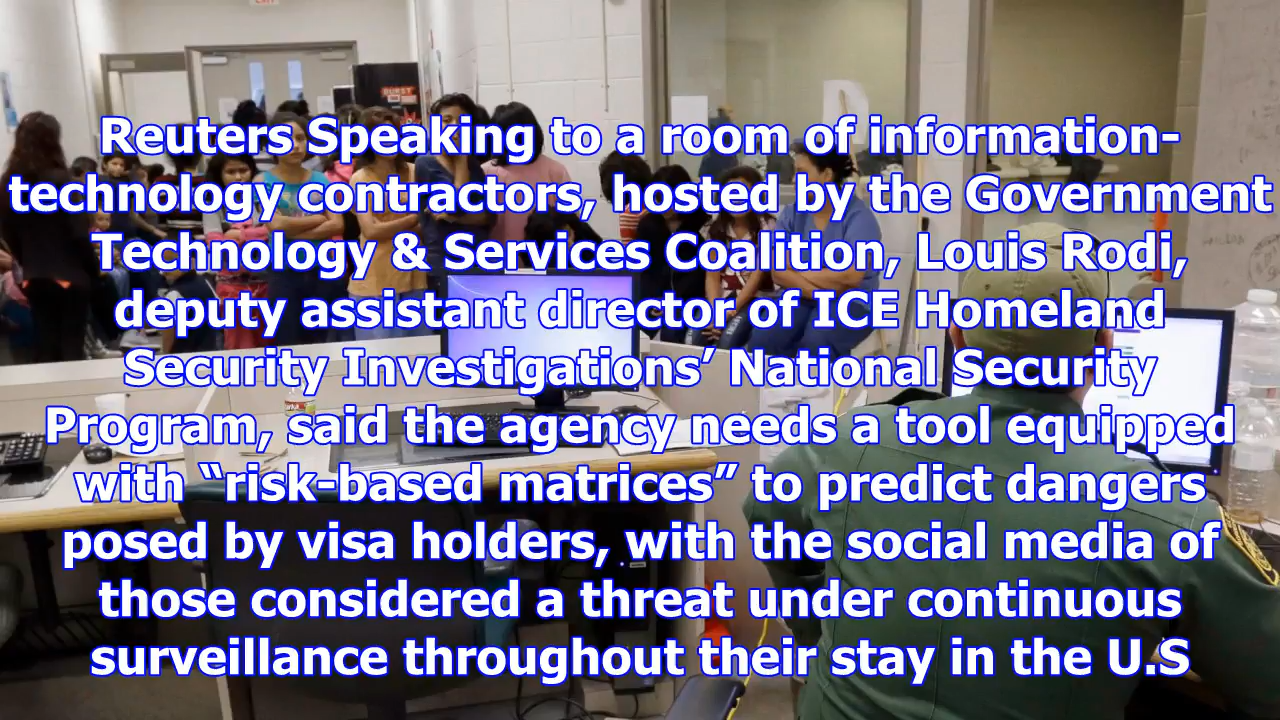 EXIT
BURST
Reuters Speaking to a room of information-
technology contractors, hosted by the Government
Technology & Services Coalition, Louis Rodi,
deputy assistant director of ICE Homeland
Security Investigations’ National Security
Program, said the agency needs a tool equipped
with “risk-based matrices” to predict dangers
posed by visa holders, with the social media of
those considered a threat under continuous
surveillance throughout their stay in the U.S